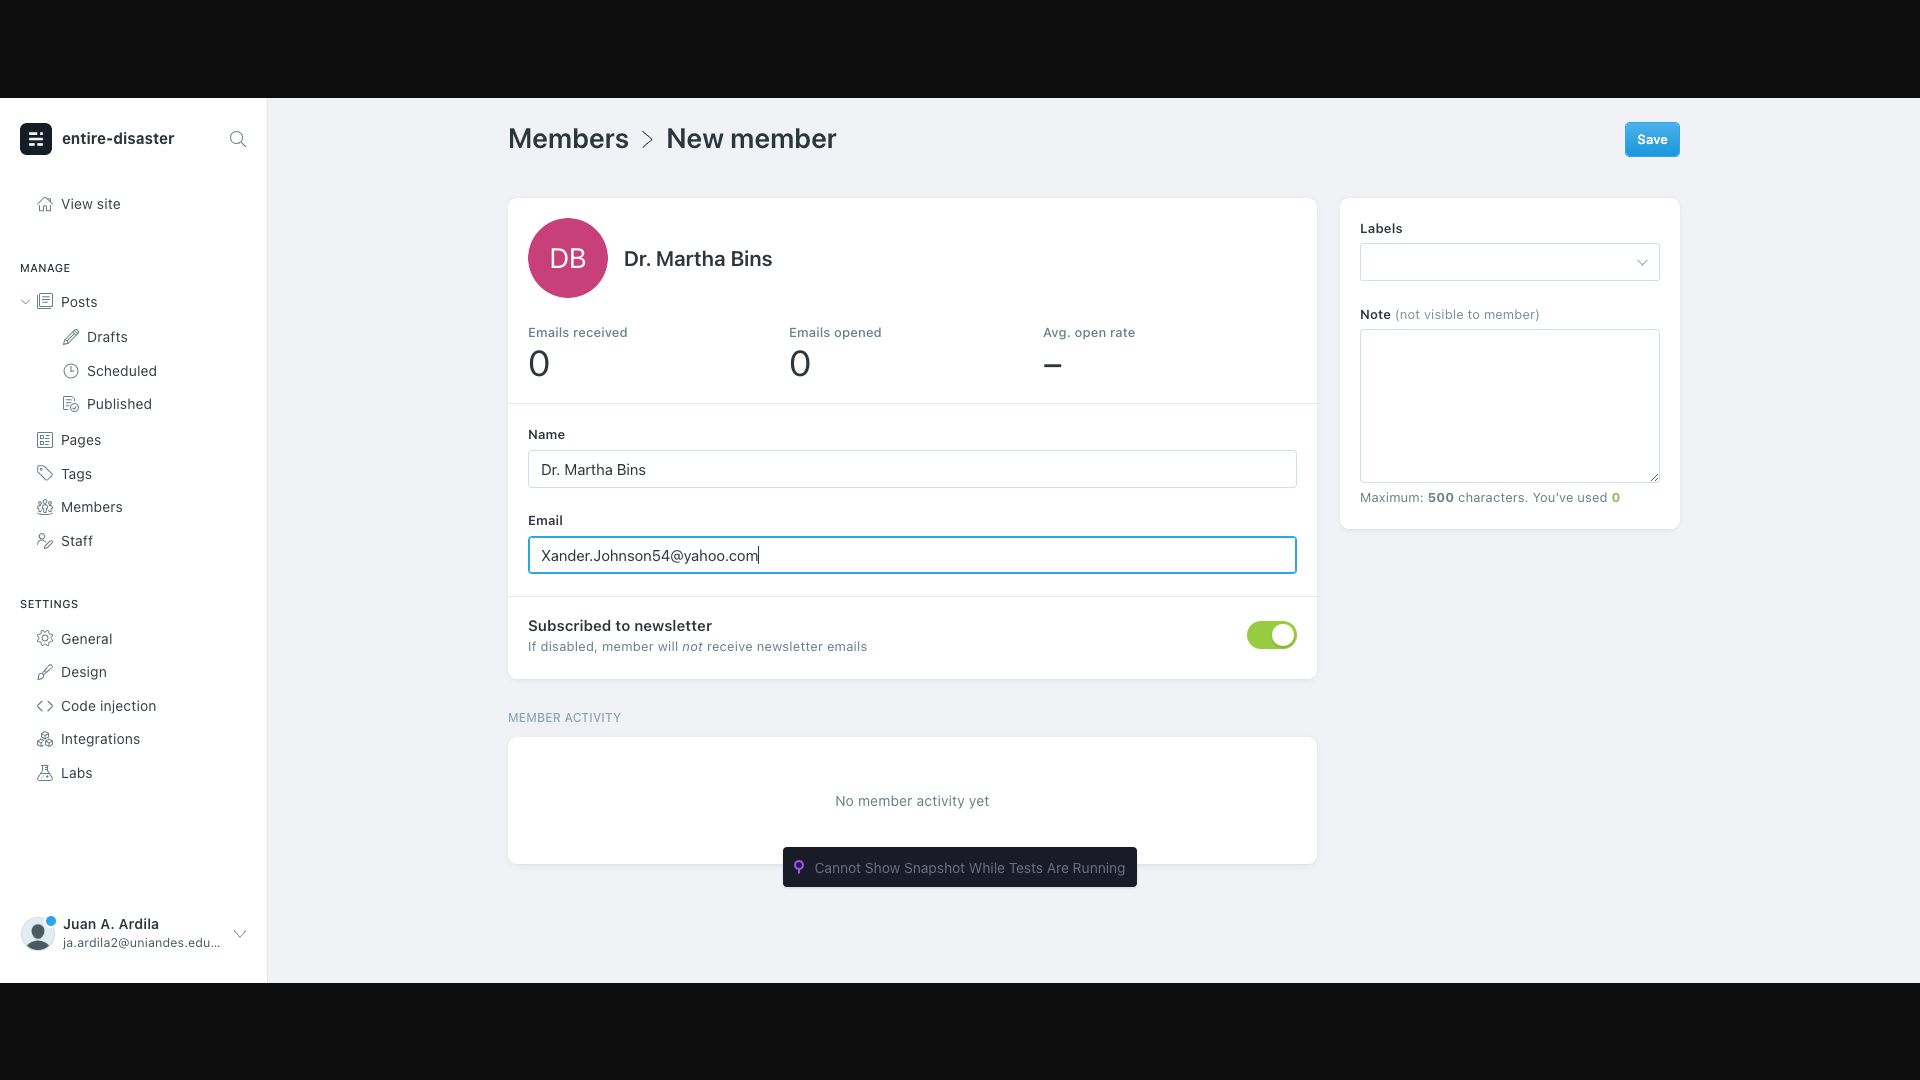 entire-disaster
View site
MANAGE
Posts
Drafts
Scheduled
Published
Pages
Tags
Members
Staff
SETTINGS
General
Design
Code injection
Integrations
Labs
Juan A. Ardila
ja.ardila2@uniandes.edu...
Members > New member
Save
DB
Dr. Martha Bins
Emails received
0
Emails opened
0
Avg. open rate
–
Name
Dr. Martha Bins
Email
Xander.Johnson54@yahoo.com
Subscribed to newsletter
If disabled, member will not receive newsletter emails
MEMBER ACTIVITY
No member activity yet
Labels
Note (not visible to member)
Maximum: 500 characters. You’ve used 0
Cannot Show Snapshot While Tests Are Running